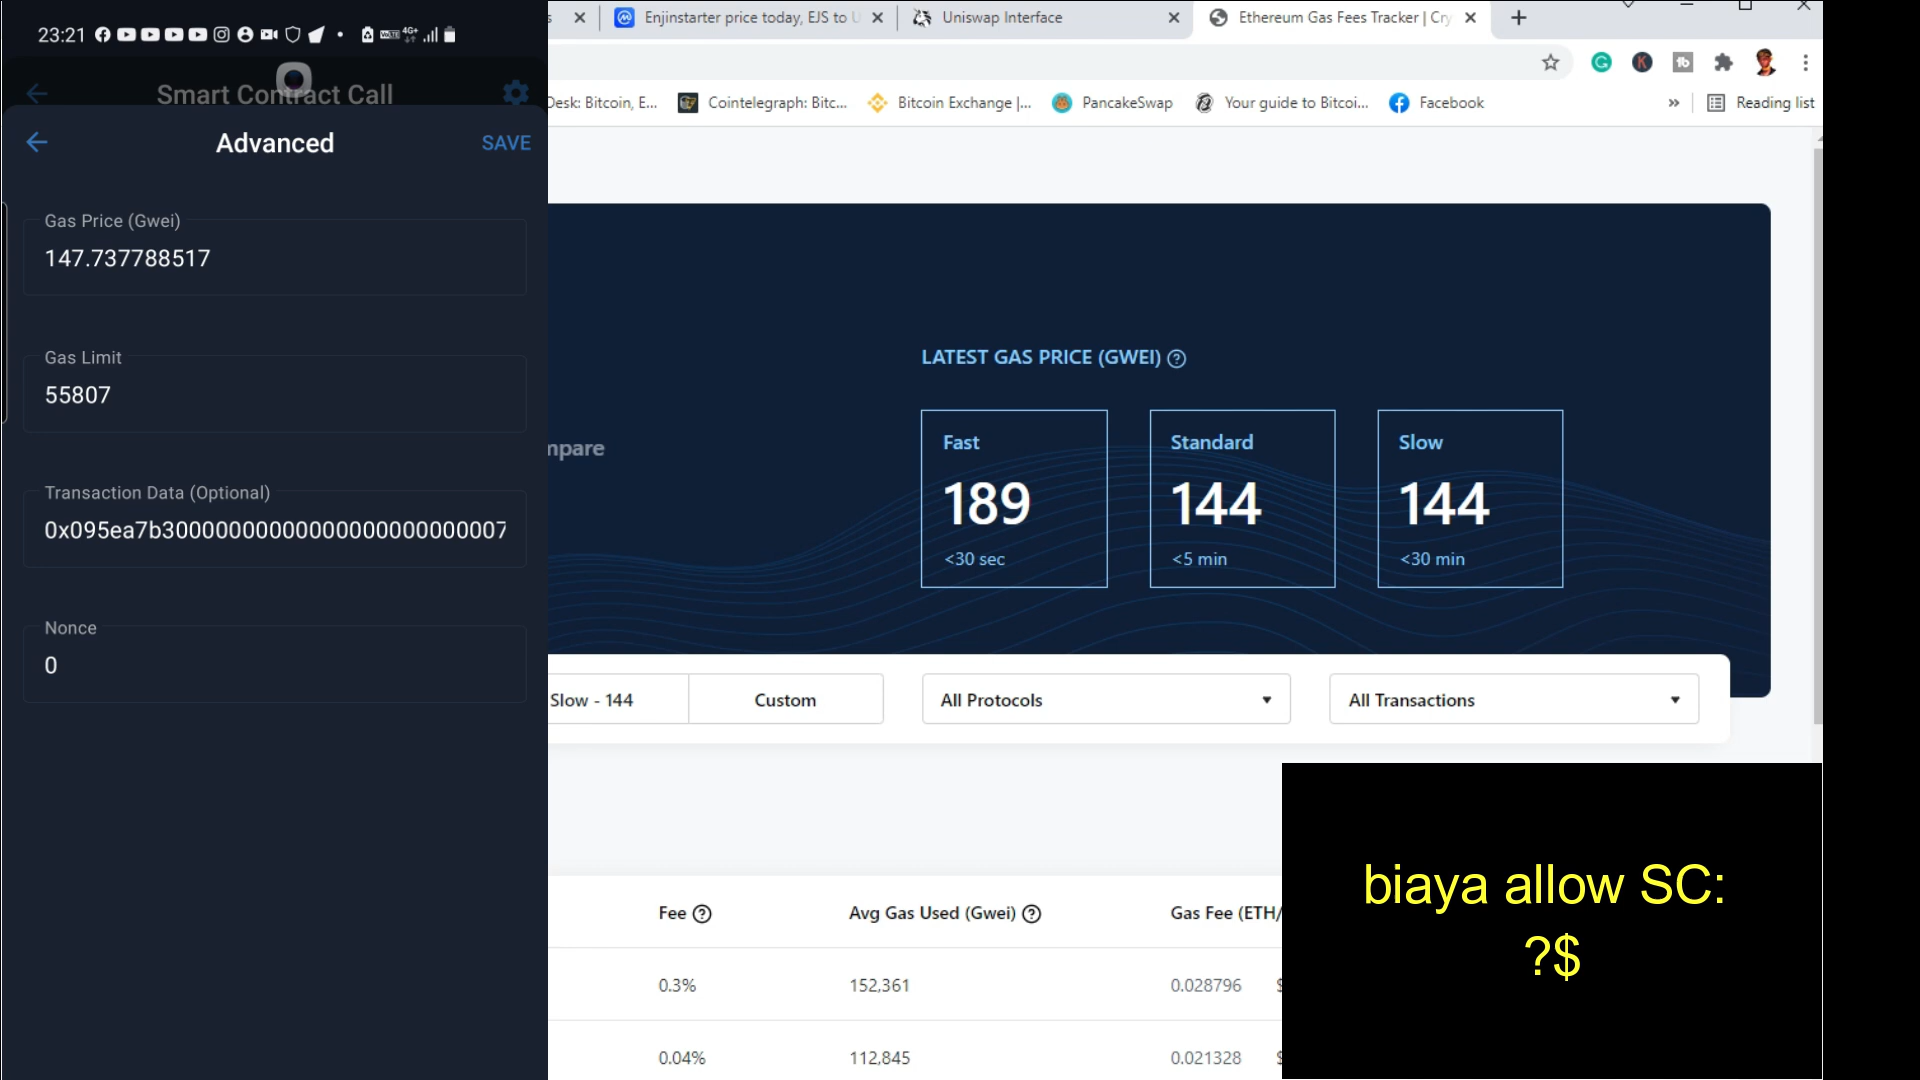 23:21
Smart Contract Call
Advanced
SAVE
Gas Price (Gwei)
147.737788517
Gas Limit
55807
Transaction Data (Optional)
0x095ea7b30000000000000000000000007
Nonce
0
s
Enjinstarter price today, EJS to U
Uniswap Interface
Ethereum Gas Fees Tracker | Cry
Desk: Bitcoin, E...
Cointelegraph: Bitc...
Bitcoin Exchange |...
PancakeSwap
Your guide to Bitcoi...
Facebook
»
Reading list
LATEST GAS PRICE (GWEI)
mpare
Fast
189
<30 sec
Standard
144
<5 min
Slow
144
<30 min
Slow - 144
Custom
All Protocols
All Transactions
Fee
Avg Gas Used (Gwei)
Gas Fee (ETH/
0.3%
152,361
0.028796
$
0.04%
112,845
0.021328
$
biaya allow SC:
?$